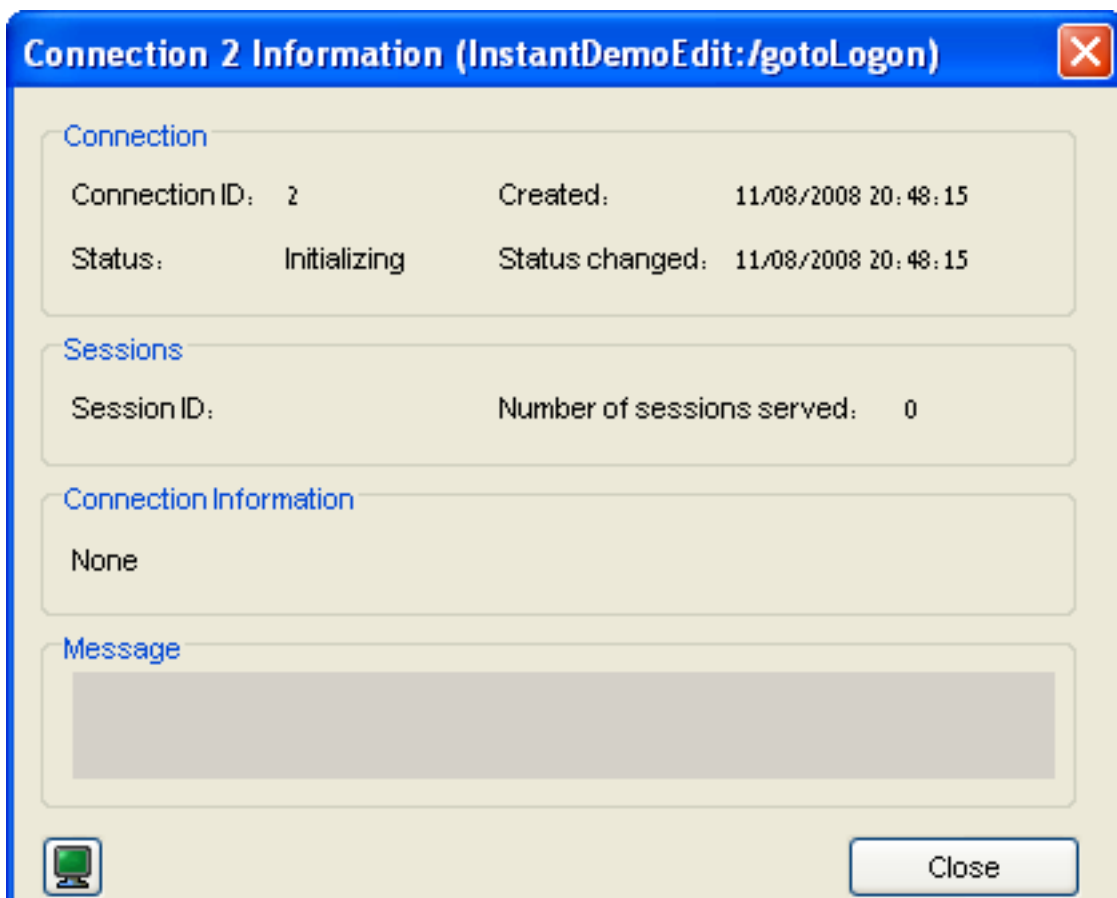 Connection 2 Information (InstantDemoEdit:/gotoLogon)
Connection
Connection ID: 2 Created: 11/08/2008 20:48:15
Status: Initializing Status changed: 11/08/2008 20:48:15
Sessions
Session ID: Number of sessions served: 0
Connection Information
None
Message
Close